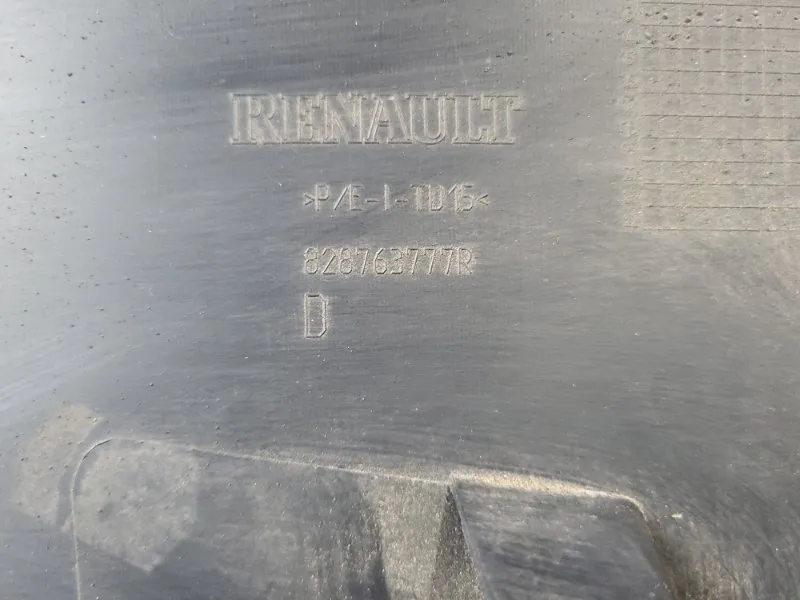 RENAULT
>P/E-I-TD15<
828763777R
D